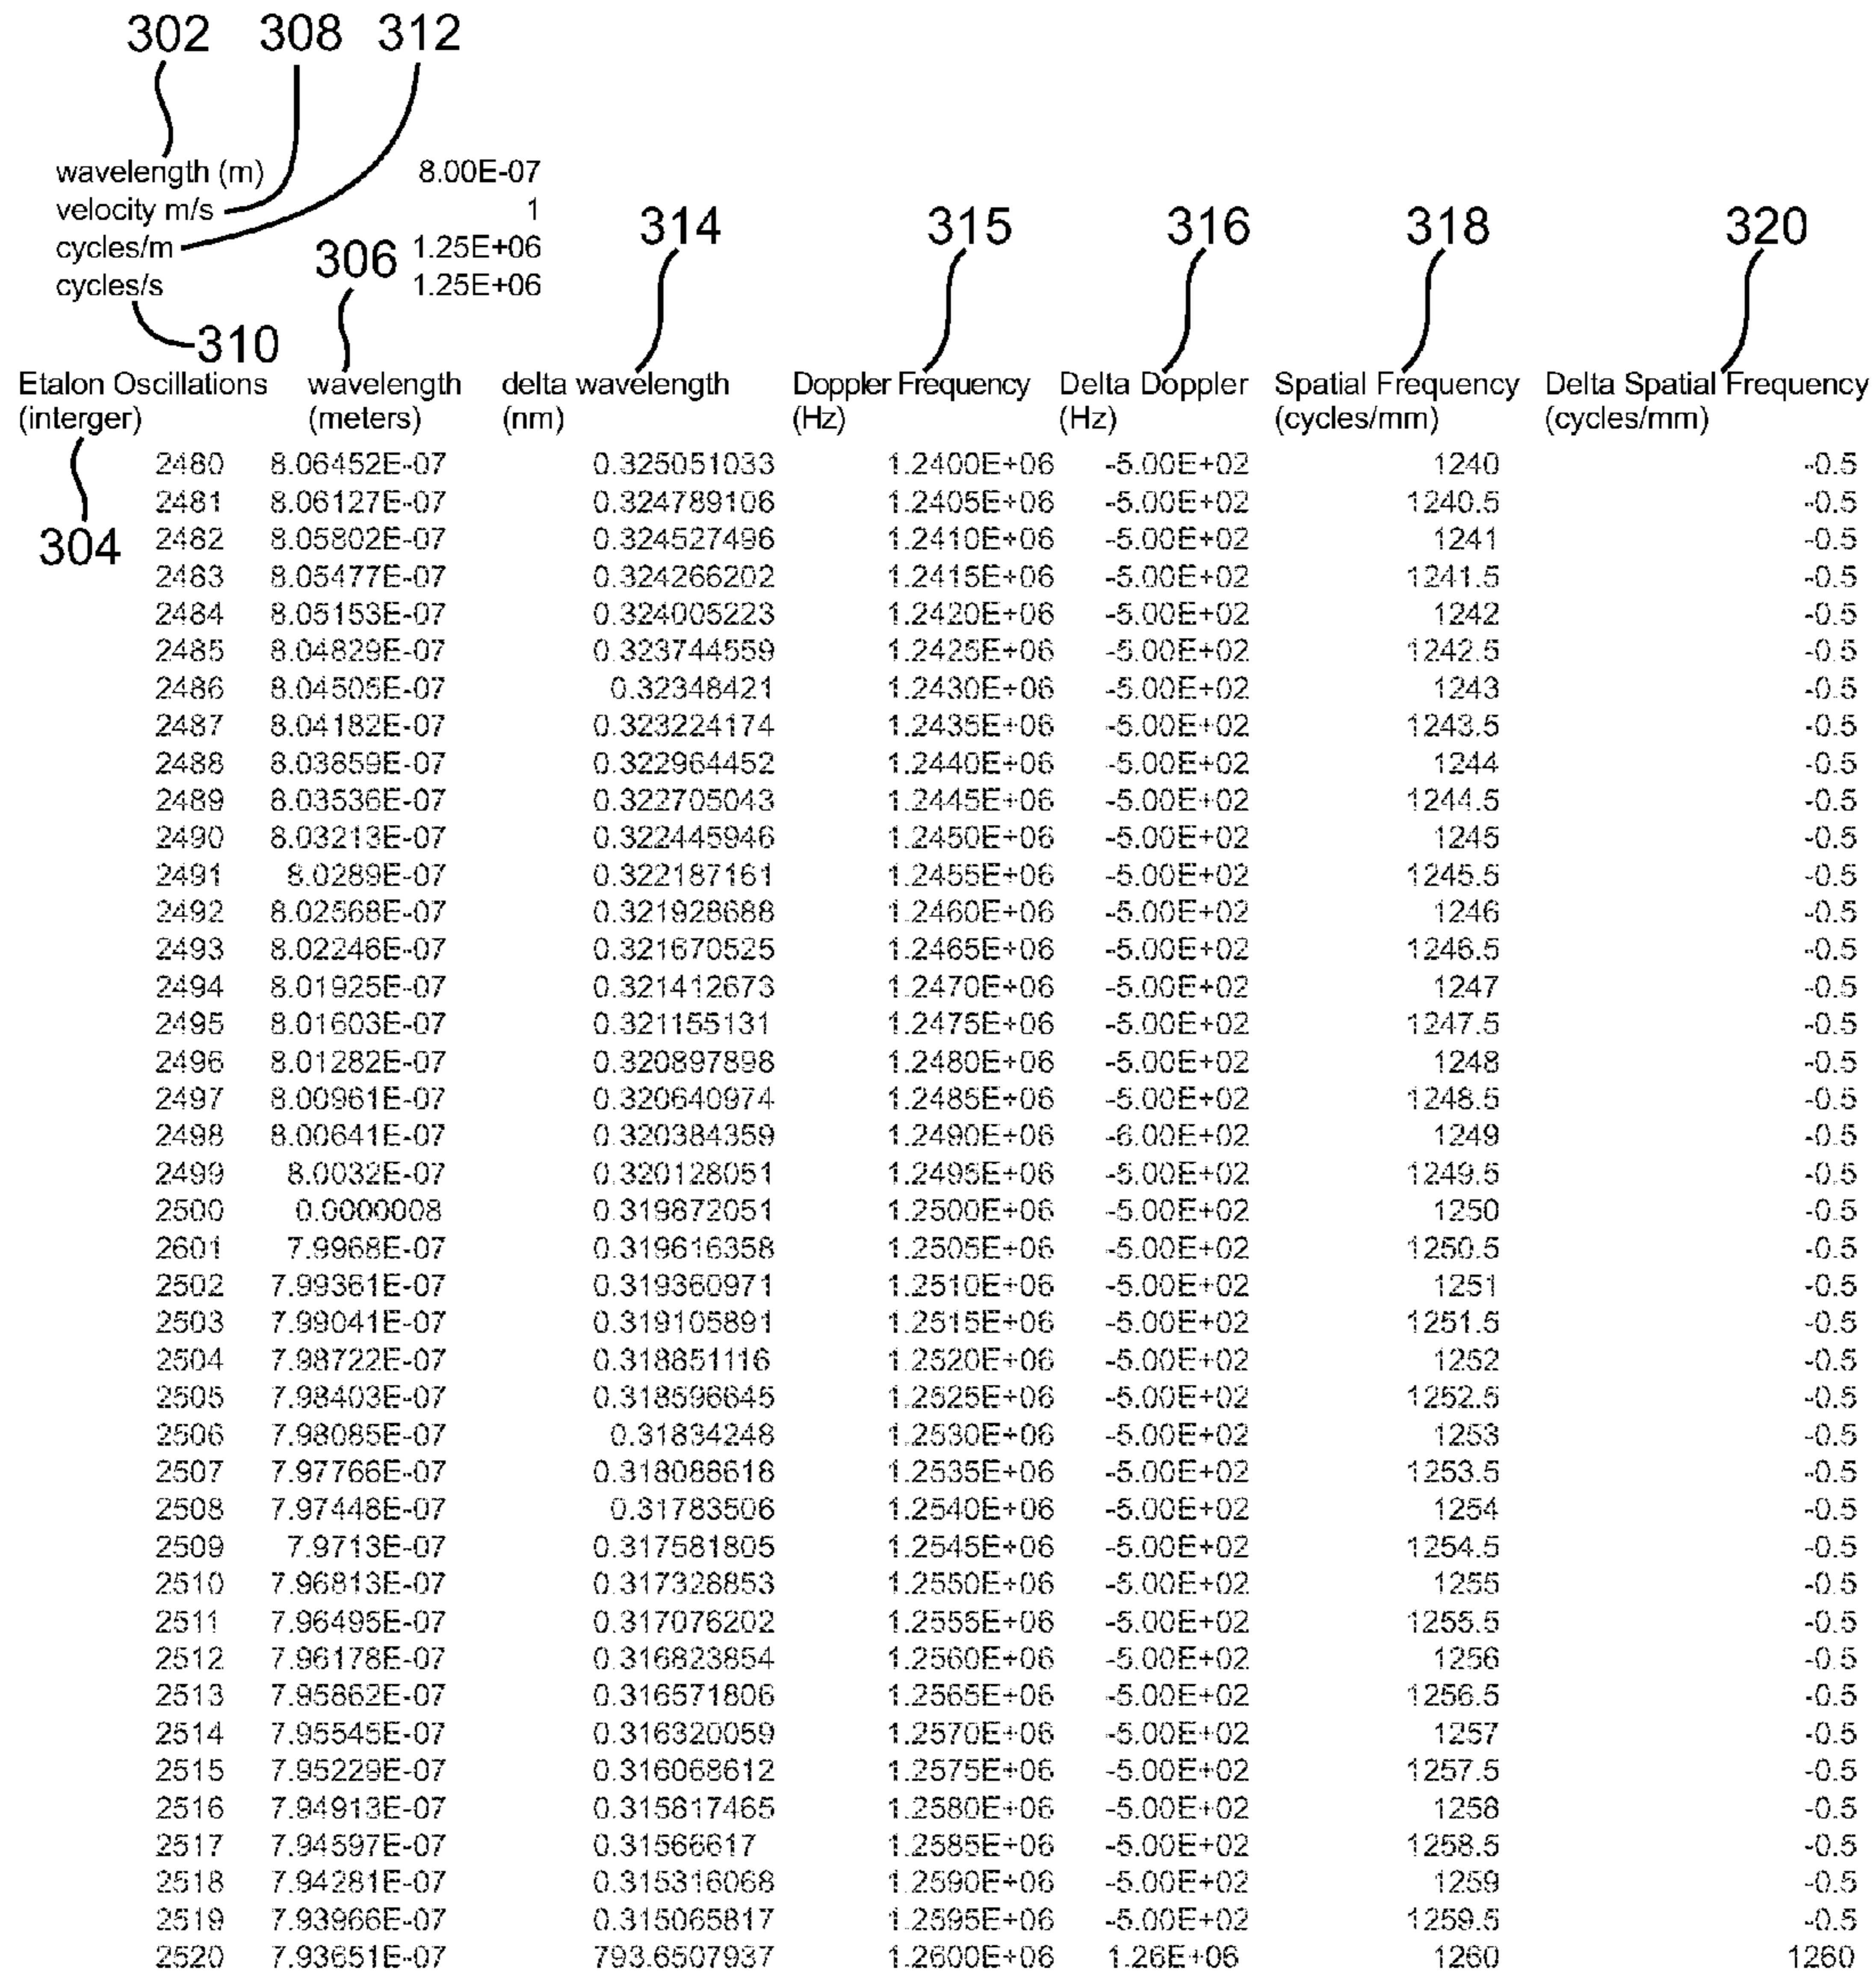 302 308 312
wavelength (m) 8.00E-07
velocity m/s 1
cycles/m 1.25E+06
cycles/s 1.25E+06
306 314 315 316 318 320
310
Etalon Oscillations wavelength delta wavelength Doppler Frequency Delta Doppler Spatial Frequency Delta Spatial Frequency
(interger) (meters) (nm) (Hz) (Hz) (cycles/mm) (cycles/mm)
304
2480 8.06452E-07 0.325051033 1.2400E+06 -5.00E+02 1240 -0.5
2481 8.06127E-07 0.324789106 1.2405E+06 -5.00E+02 1240.5 -0.5
2482 8.05802E-07 0.324527496 1.2410E+06 -5.00E+02 1241 -0.5
2483 8.05477E-07 0.324266202 1.2415E+06 -5.00E+02 1241.5 -0.5
2484 8.05153E-07 0.324005223 1.2420E+06 -5.00E+02 1242 -0.5
2485 8.04829E-07 0.323744559 1.2425E+06 -5.00E+02 1242.5 -0.5
2486 8.04505E-07 0.32348421 1.2430E+06 -5.00E+02 1243 -0.5
2487 8.04182E-07 0.323224174 1.2435E+06 -5.00E+02 1243.5 -0.5
2488 8.03859E-07 0.322964452 1.2440E+06 -5.00E+02 1244 -0.5
2489 8.03536E-07 0.322705043 1.2445E+06 -5.00E+02 1244.5 -0.5
2490 8.03213E-07 0.322445946 1.2450E+06 -5.00E+02 1245 -0.5
2491 8.0289E-07 0.322187161 1.2455E+06 -5.00E+02 1245.5 -0.5
2492 8.02568E-07 0.321928688 1.2460E+06 -5.00E+02 1246 -0.5
2493 8.02246E-07 0.321670525 1.2465E+06 -5.00E+02 1246.5 -0.5
2494 8.01925E-07 0.321412673 1.2470E+06 -5.00E+02 1247 -0.5
2495 8.01603E-07 0.321155131 1.2475E+06 -5.00E+02 1247.5 -0.5
2496 8.01282E-07 0.320897898 1.2480E+06 -5.00E+02 1248 -0.5
2497 8.00961E-07 0.320640974 1.2485E+06 -5.00E+02 1248.5 -0.5
2498 8.00641E-07 0.320384359 1.2490E+06 -6.00E+02 1249 -0.5
2499 8.0032E-07 0.320128051 1.2495E+06 -5.00E+02 1249.5 -0.5
2500 0.0000008 0.319872051 1.2500E+06 -5.00E+02 1250 -0.5
2601 7.9968E-07 0.319616358 1.2505E+06 -5.00E+02 1250.5 -0.5
2502 7.99361E-07 0.319360971 1.2510E+06 -5.00E+02 1251 -0.5
2503 7.99041E-07 0.319105891 1.2515E+06 -5.00E+02 1251.5 -0.5
2504 7.98722E-07 0.318851116 1.2520E+06 -5.00E+02 1252 -0.5
2505 7.98403E-07 0.318596645 1.2525E+06 -5.00E+02 1252.5 -0.5
2506 7.98085E-07 0.31834248 1.2530E+06 -5.00E+02 1253 -0.5
2507 7.97766E-07 0.318088618 1.2535E+06 -5.00E+02 1253.5 -0.5
2508 7.97448E-07 0.31783506 1.2540E+06 -5.00E+02 1254 -0.5
2509 7.9713E-07 0.317581805 1.2545E+06 -5.00E+02 1254.5 -0.5
2510 7.96813E-07 0.317328853 1.2550E+06 -5.00E+02 1255 -0.5
2511 7.96495E-07 0.317076202 1.2555E+06 -5.00E+02 1255.5 -0.5
2512 7.96178E-07 0.316823854 1.2560E+06 -5.00E+02 1256 -0.5
2513 7.95862E-07 0.316571806 1.2565E+06 -5.00E+02 1256.5 -0.5
2514 7.95545E-07 0.316320059 1.2570E+06 -5.00E+02 1257 -0.5
2515 7.95229E-07 0.316068612 1.2575E+06 -5.00E+02 1257.5 -0.5
2516 7.94913E-07 0.315817465 1.2580E+06 -5.00E+02 1258 -0.5
2517 7.94597E-07 0.31566617 1.2585E+06 -5.00E+02 1258.5 -0.5
2518 7.94281E-07 0.315316068 1.2590E+06 -5.00E+02 1259 -0.5
2519 7.93966E-07 0.315065817 1.2595E+06 -5.00E+02 1259.5 -0.5
2520 7.93651E-07 793.6507937 1.2600E+06 1.26E+06 1260 1260